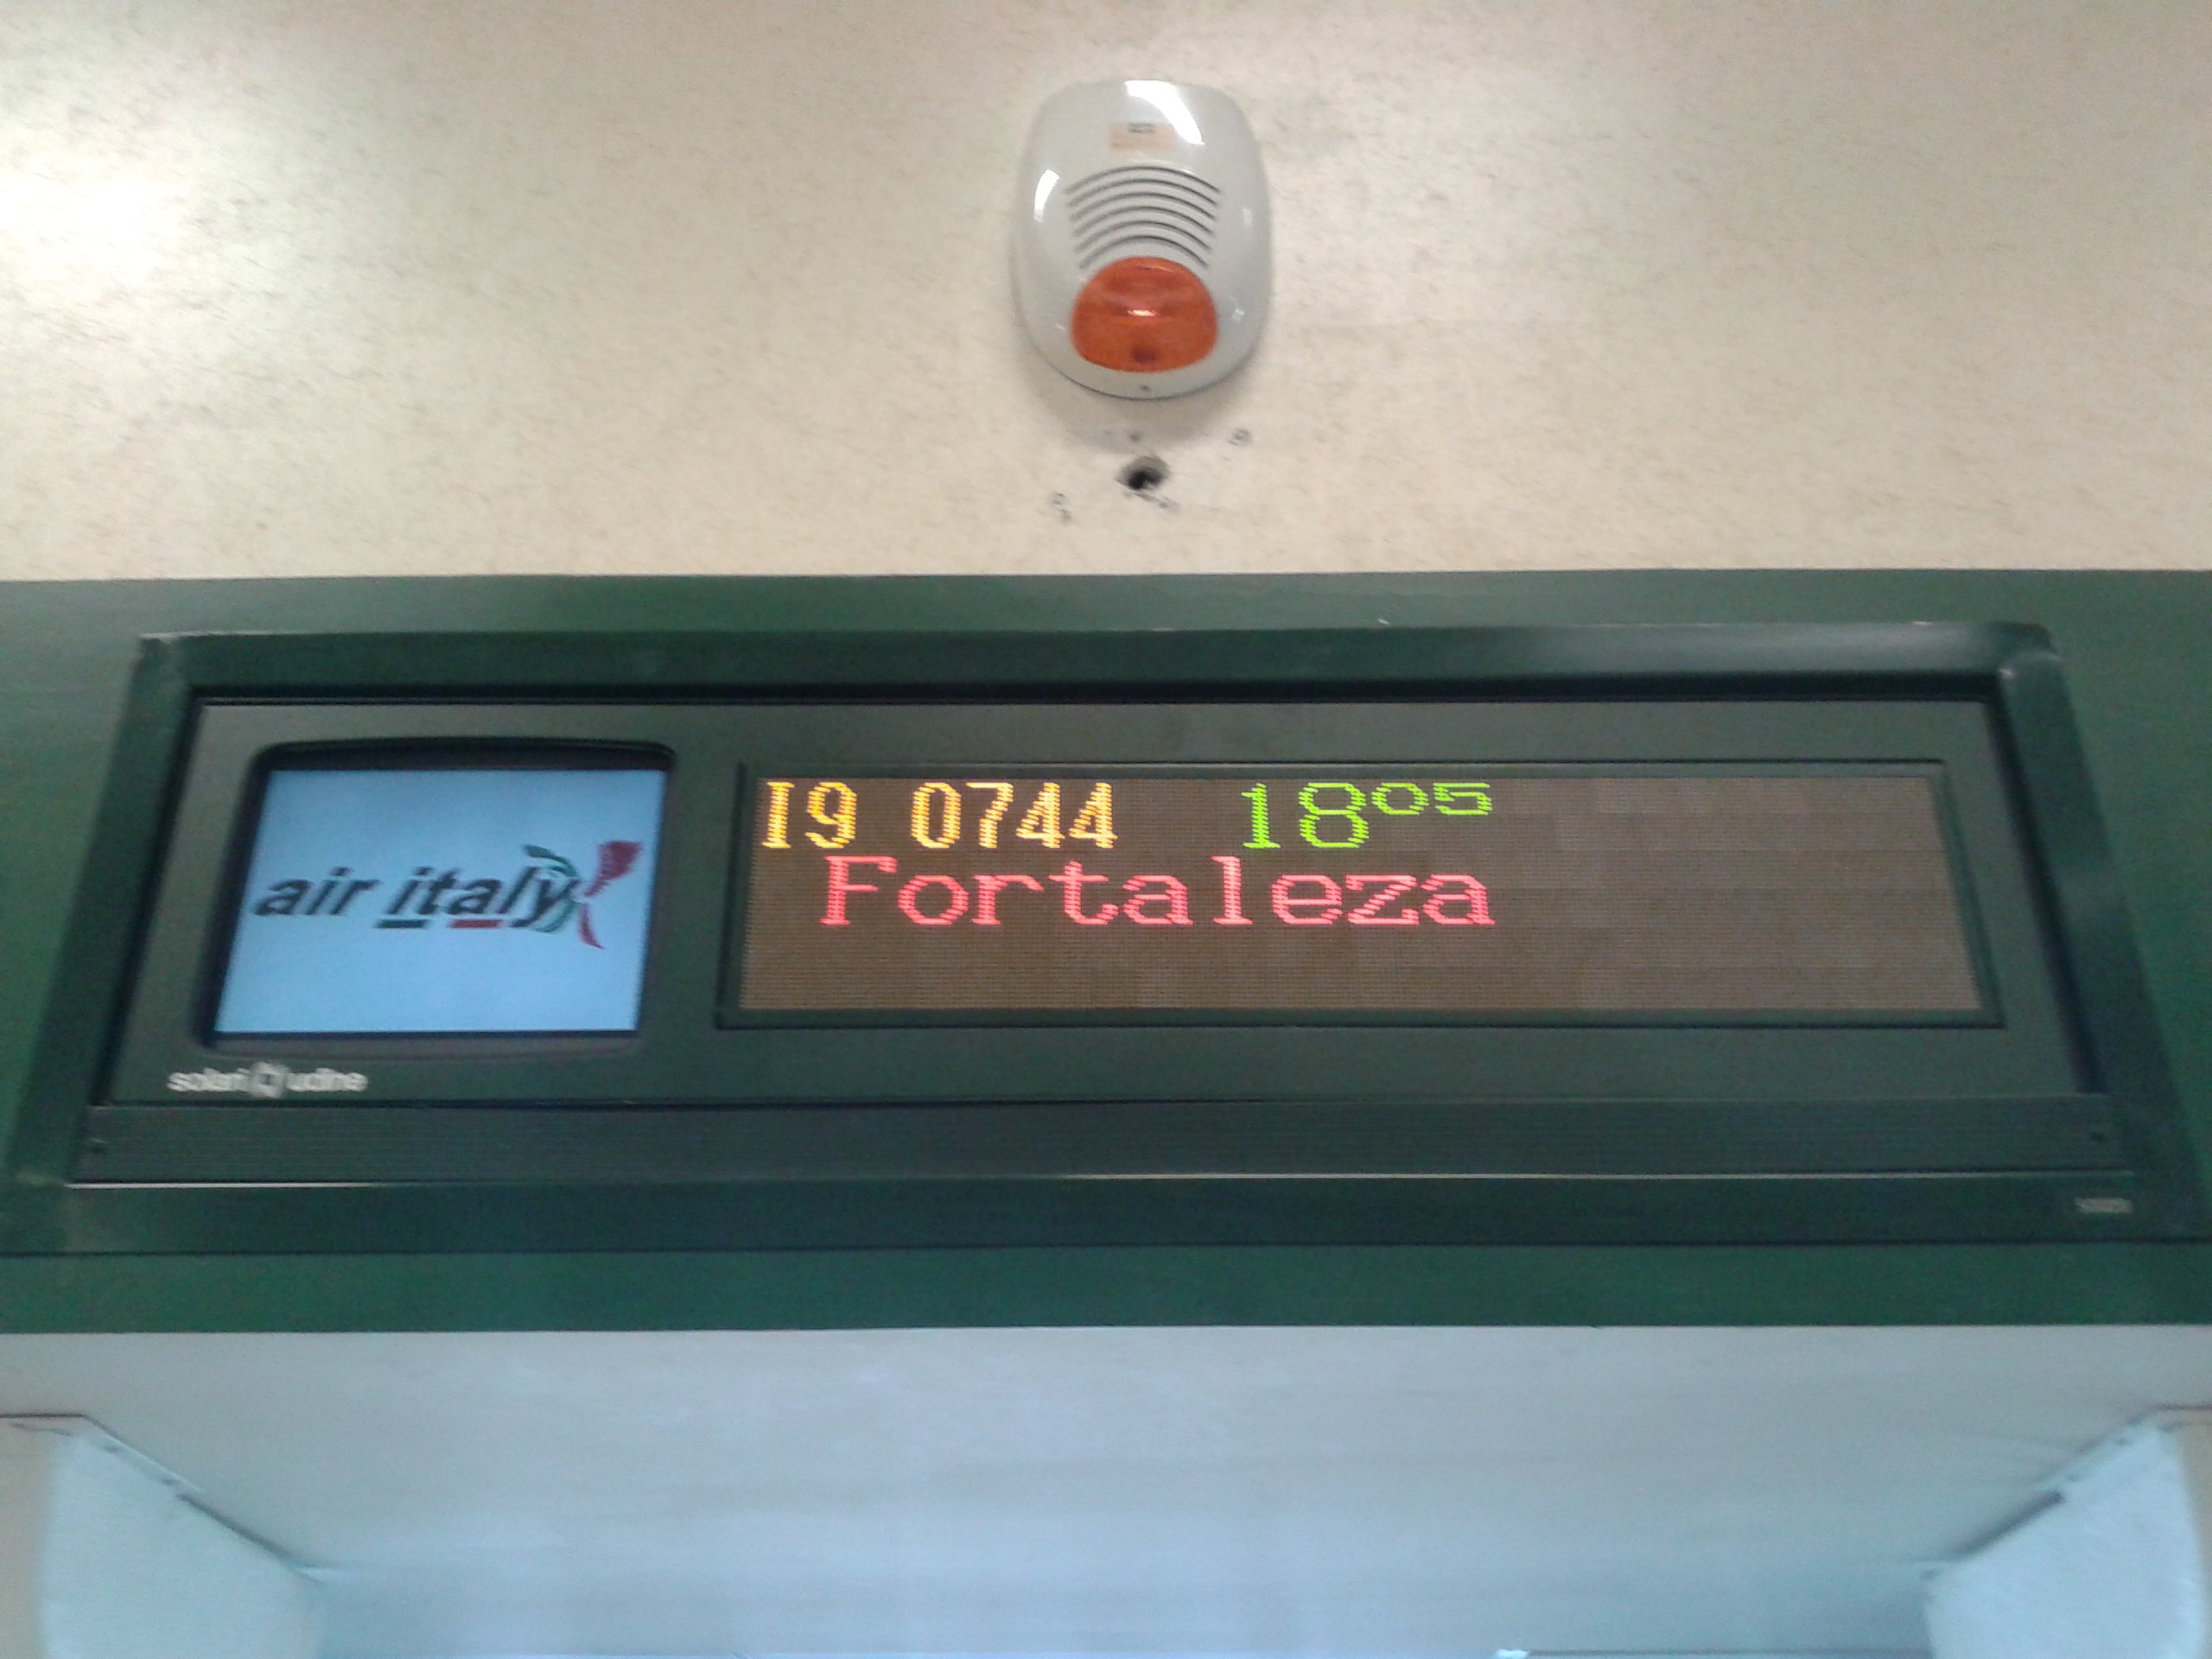 air italy
I9 0744 1805
Fortaleza
solari udine